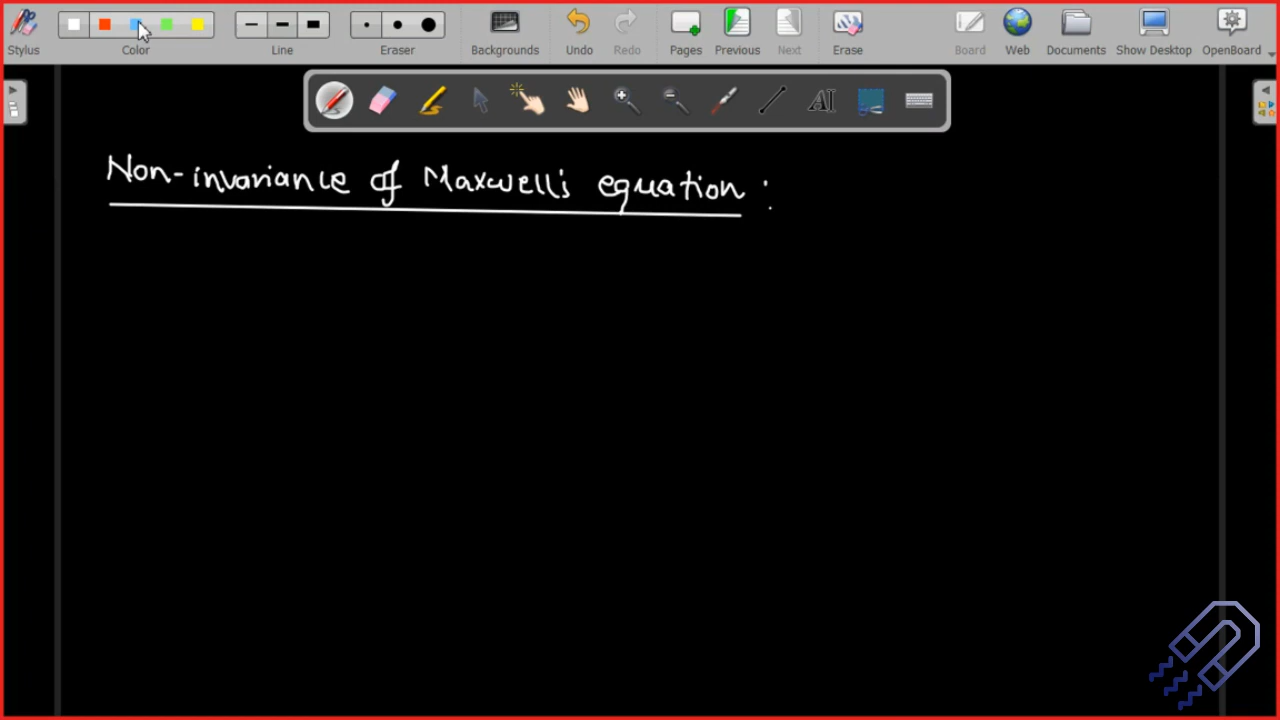 Stylus Color Line Eraser Backgrounds Undo Redo Pages Previous Next Erase Board Web Documents Show Desktop OpenBoard
Non-invariance of Maxwell's equation :